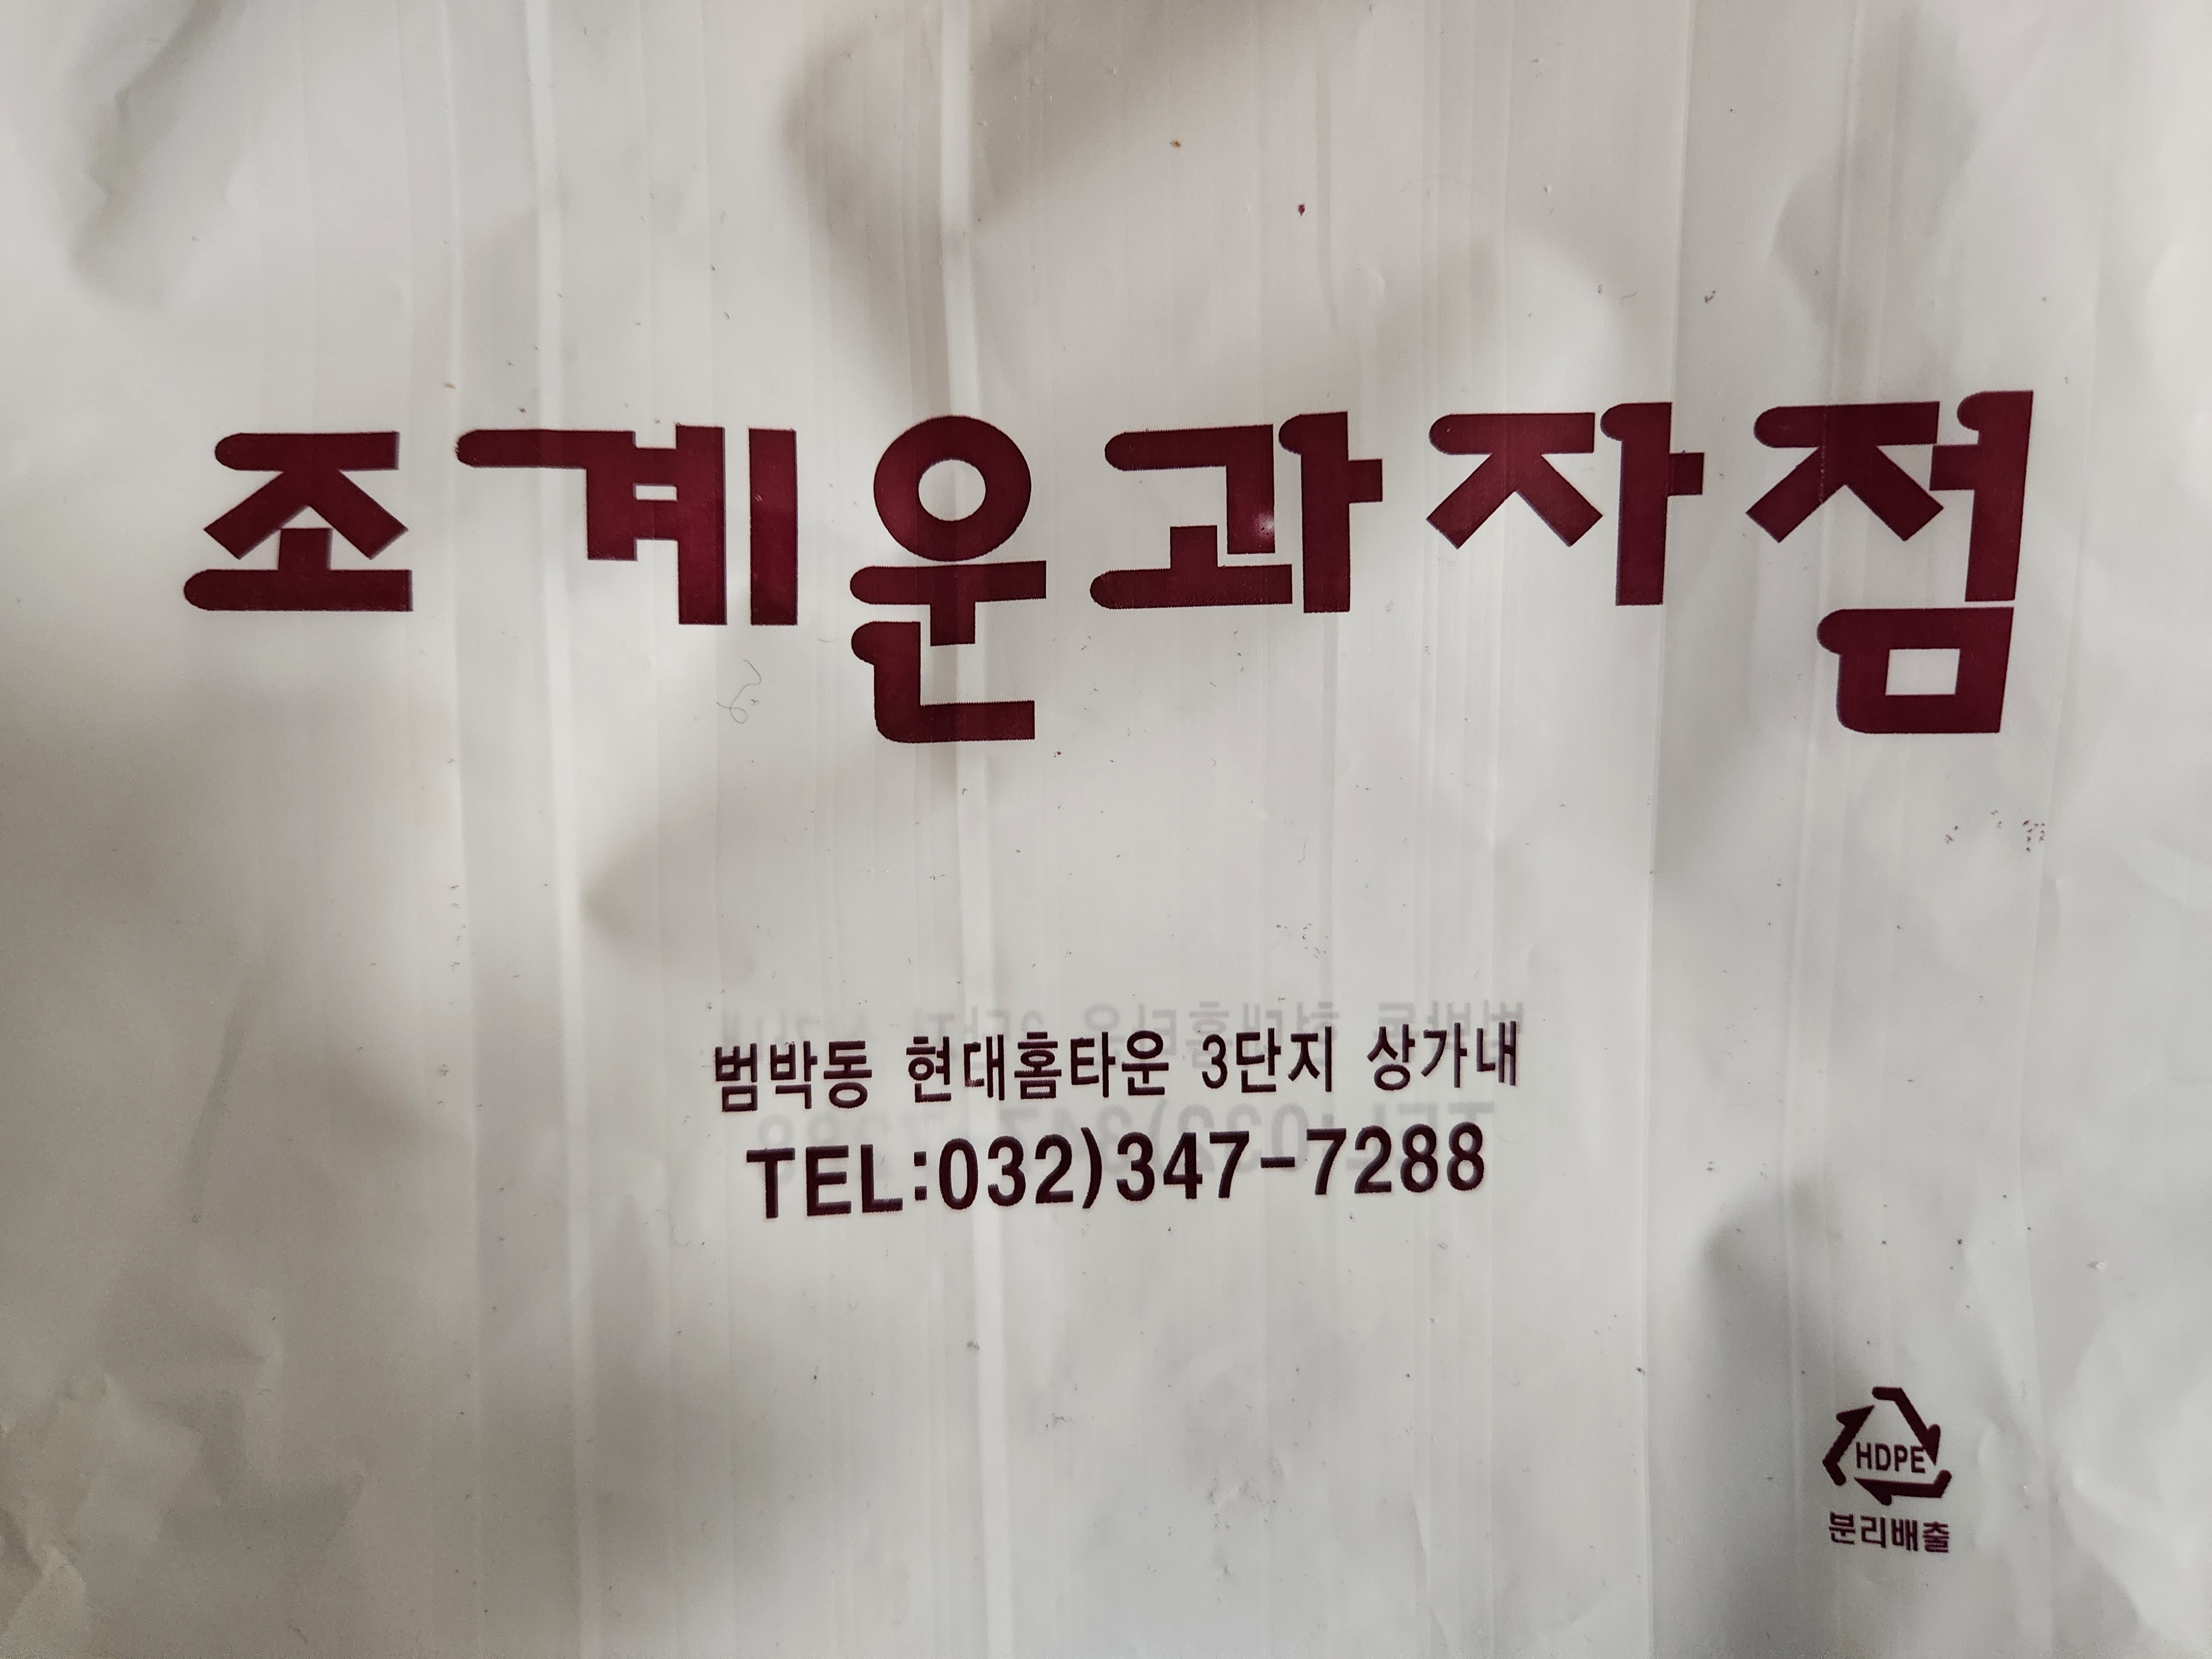 조계운과자점
범박동 현대홈타운 3단지 상가내
TEL:032)347-7288
HDPE
분리배출